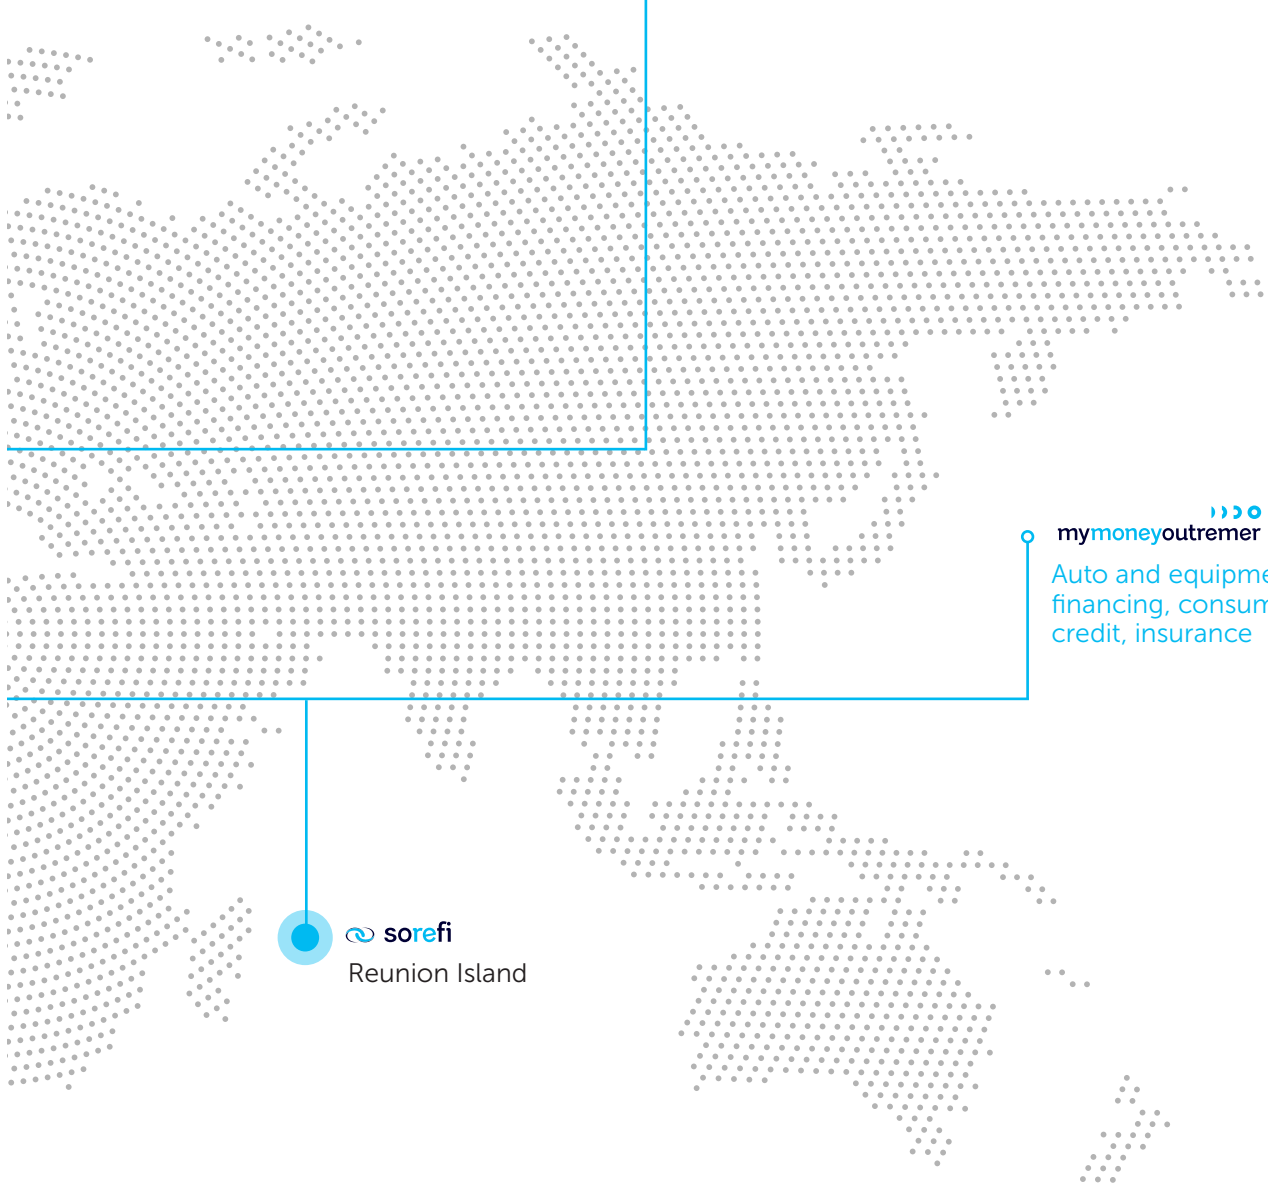 mymoneyoutremer
Auto and equipme
financing, consum
credit, insurance
sorefi
Reunion Island